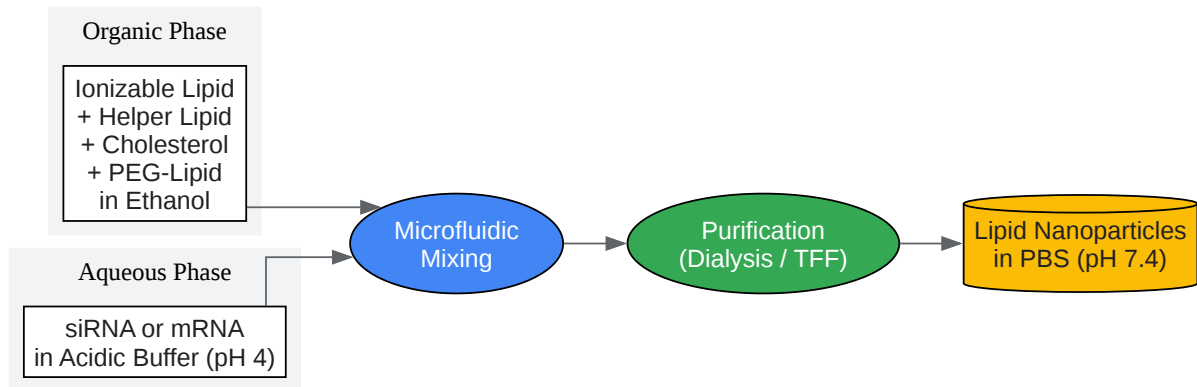 Organic Phase
Ionizable Lipid
+ Helper Lipid
+ Cholesterol
+ PEG-Lipid
in Ethanol
Aqueous Phase
siRNA or mRNA
in Acidic Buffer (pH 4)
Microfluidic
Mixing
Purification
(Dialysis / TFF)
Lipid Nanoparticles
in PBS (pH 7.4)